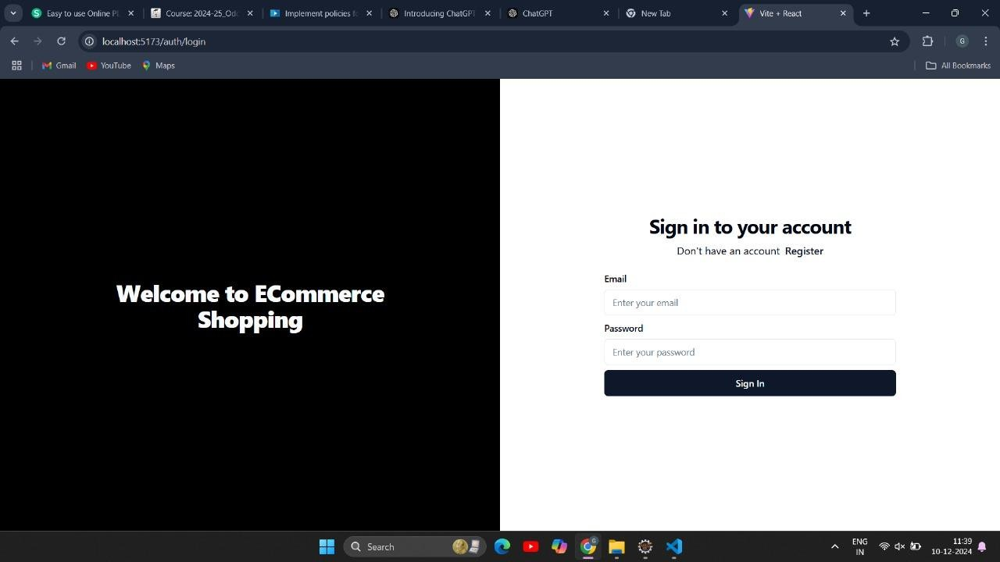 Easy to use Online Pl
Course: 2024-25_Odd
Implement policies fo
Introducing ChatGPT
ChatGPT
New Tab
Vite + React
localhost:5173/auth/login
G
Gmail
YouTube
Maps
All Bookmarks
Sign in to your account
Don't have an account Register
Email
Enter your email
Welcome to ECommerce
Shopping
Password
Enter your password
Sign In
Search
G
ENG
IN
11:39
10-12-2024